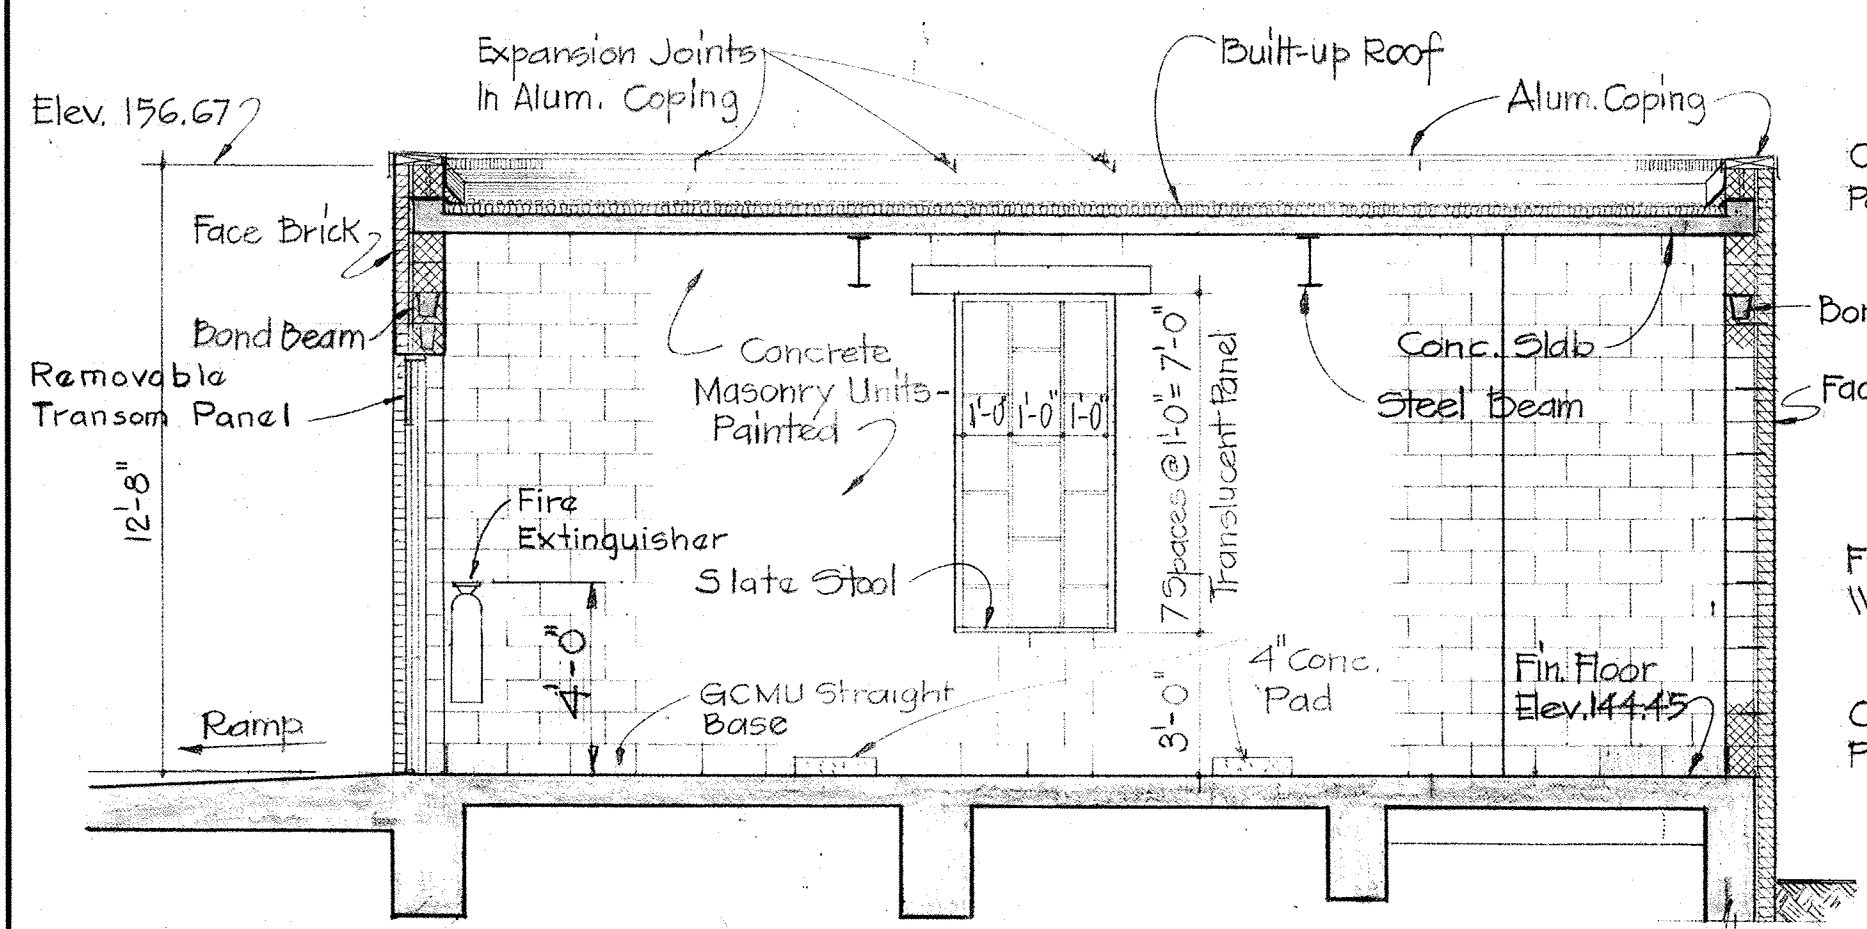 Expansion Joints
In Alum. Coping
Built-up Roof
Alum. Coping
Elev. 156.67
Face Brick
Bond Beam
Removable
Transom Panel
12'-8"
Concrete
Masonry Units-
Painted
1'-0" 1'-0" 1'-0"
7 Spaces @ 1'-0" = 7'-0"
Translucent Panel
Conc. Slab
Steel Beam
Fire
Extinguisher
Slate Stool
4'-0"
GCMU Straight
Base
3'-0"
4" Conc.
Pad
Fin. Floor
Elev. 144.45
Ramp